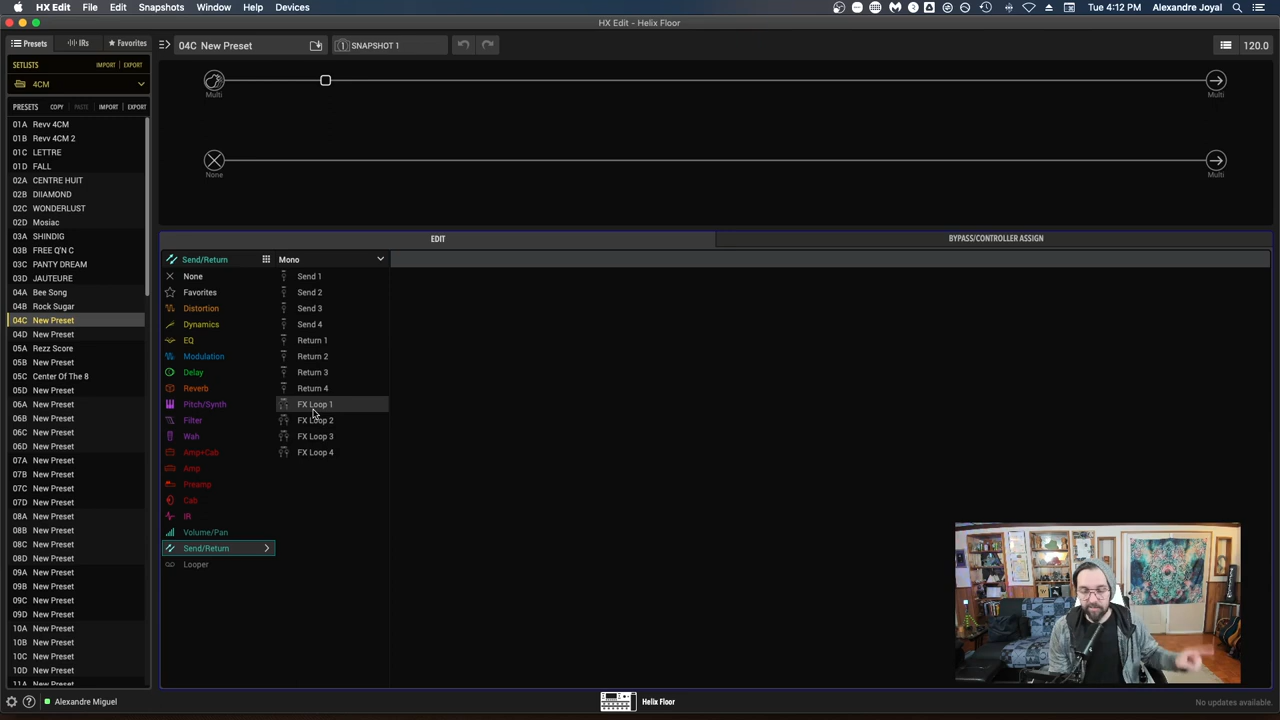 HX Edit File Edit Snapshots Window Help Devices Tue 4:12 PM Alexandre Joyal
HX Edit - Helix Floor
Presets IRs Favorites 04C New Preset 1 SNAPSHOT 1 120.0
SETLISTS IMPORT EXPORT
4CM
PRESETS COPY PASTE IMPORT EXPORT
01A Revv 4CM
01B Revv 4CM 2
01C LETTRE
01D FALL
02A CENTRE HUIT
02B DIIAMOND
02C WONDERLUST
02D Mosiac
03A SHINDIG
03B FREE Q'N C
03C PANTY DREAM
03D JAUTEURE
04A Bee Song
04B Rock Sugar
04C New Preset
04D New Preset
05A Rezz Score
05B New Preset
05C Center Of The 8
05D New Preset
06A New Preset
06B New Preset
06C New Preset
06D New Preset
07A New Preset
07B New Preset
07C New Preset
07D New Preset
08A New Preset
08B New Preset
08C New Preset
08D New Preset
09A New Preset
09B New Preset
09C New Preset
09D New Preset
10A New Preset
10B New Preset
10C New Preset
10D New Preset
11A New Preset
Multi Multi
None Multi
EDIT BYPASS/CONTROLLER ASSIGN
Send/Return Mono
None
Favorites
Distortion
Dynamics
EQ
Modulation
Delay
Reverb
Pitch/Synth
Filter
Wah
Amp+Cab
Amp
Preamp
Cab
IR
Volume/Pan
Send/Return
Looper
Send 1
Send 2
Send 3
Send 4
Return 1
Return 2
Return 3
Return 4
FX Loop 1
FX Loop 2
FX Loop 3
FX Loop 4
Alexandre Miguel Helix Floor No updates available.